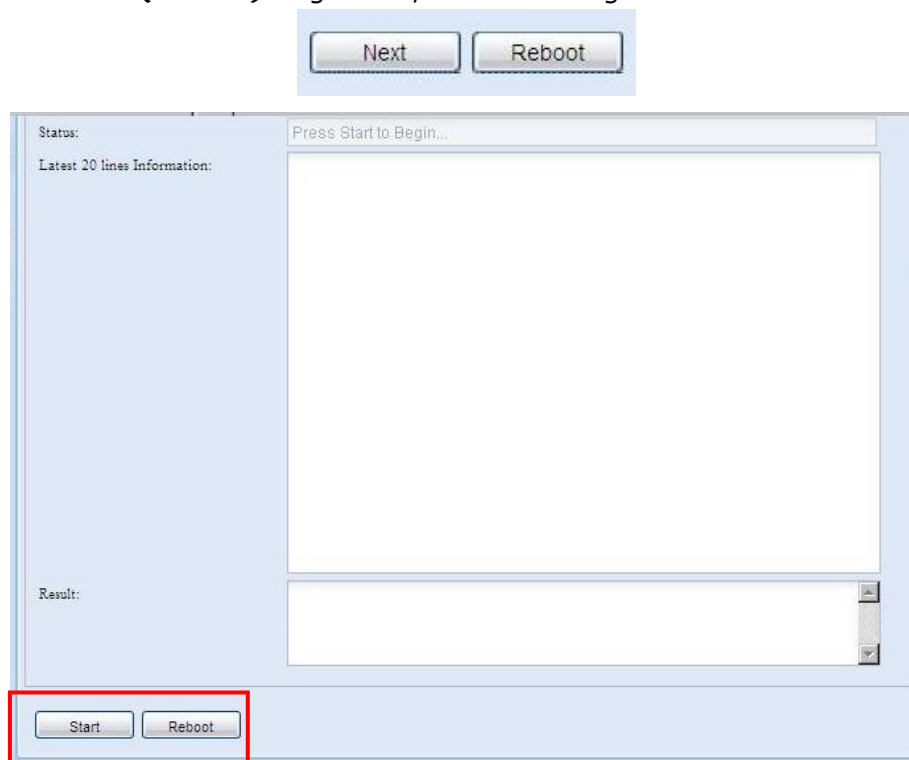 Next Reboot
Status: Press Start to Begin...
Latest 20 lines Information:
Result:
Start Reboot